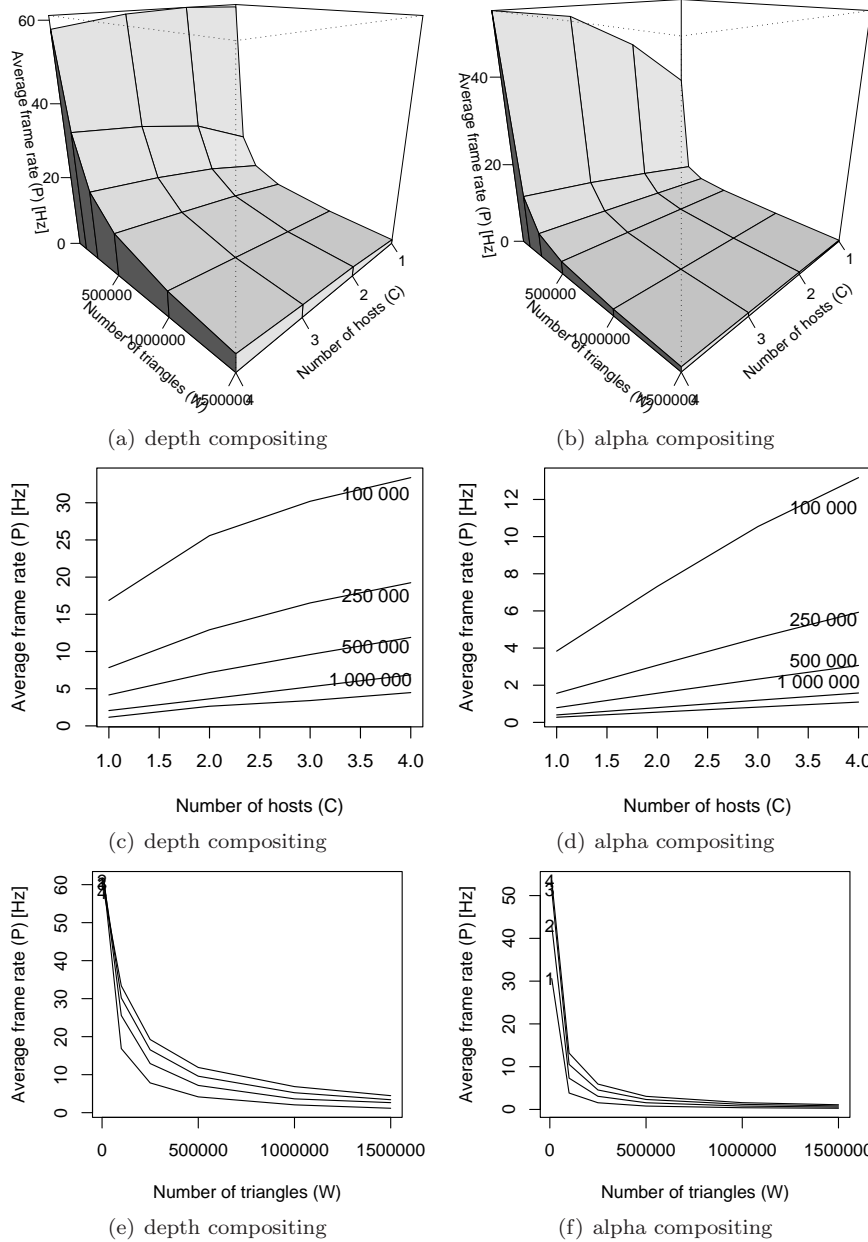 60
40
20
0
Average frame rate (P) [Hz]
500000
1000000
1500000
Number of triangles (W)
1
2
3
4
Number of hosts (C)
(a) depth compositing
40
20
0
Average frame rate (P) [Hz]
500000
1000000
1500000
Number of triangles (W)
1
2
3
4
Number of hosts (C)
(b) alpha compositing
Average frame rate (P) [Hz]
30
25
20
15
10
5
0
100 000
250 000
500 000
1 000 000
1.0 1.5 2.0 2.5 3.0 3.5 4.0
Number of hosts (C)
(c) depth compositing
Average frame rate (P) [Hz]
12
10
8
6
4
2
0
100 000
250 000
500 000
1 000 000
1.0 1.5 2.0 2.5 3.0 3.5 4.0
Number of hosts (C)
(d) alpha compositing
Average frame rate (P) [Hz]
60
50
40
30
20
10
0
4
0 500000 1000000 1500000
Number of triangles (W)
(e) depth compositing
Average frame rate (P) [Hz]
50
40
30
20
10
0
4
3
2
1
0 500000 1000000 1500000
Number of triangles (W)
(f) alpha compositing